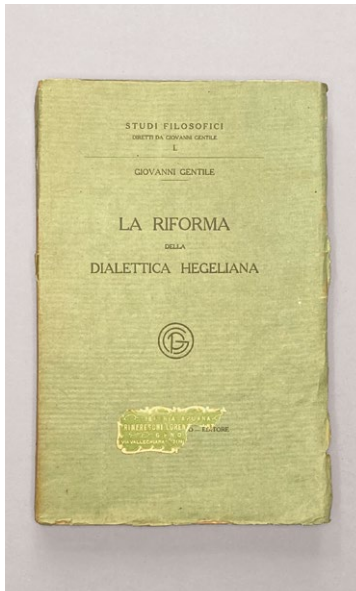 STUDI FILOSOFICI
DIRETTI DA GIOVANNI GENTILE
I.
GIOVANNI GENTILE
LA RIFORMA
DELLA
DIALETTICA HEGELIANA
EDITORE